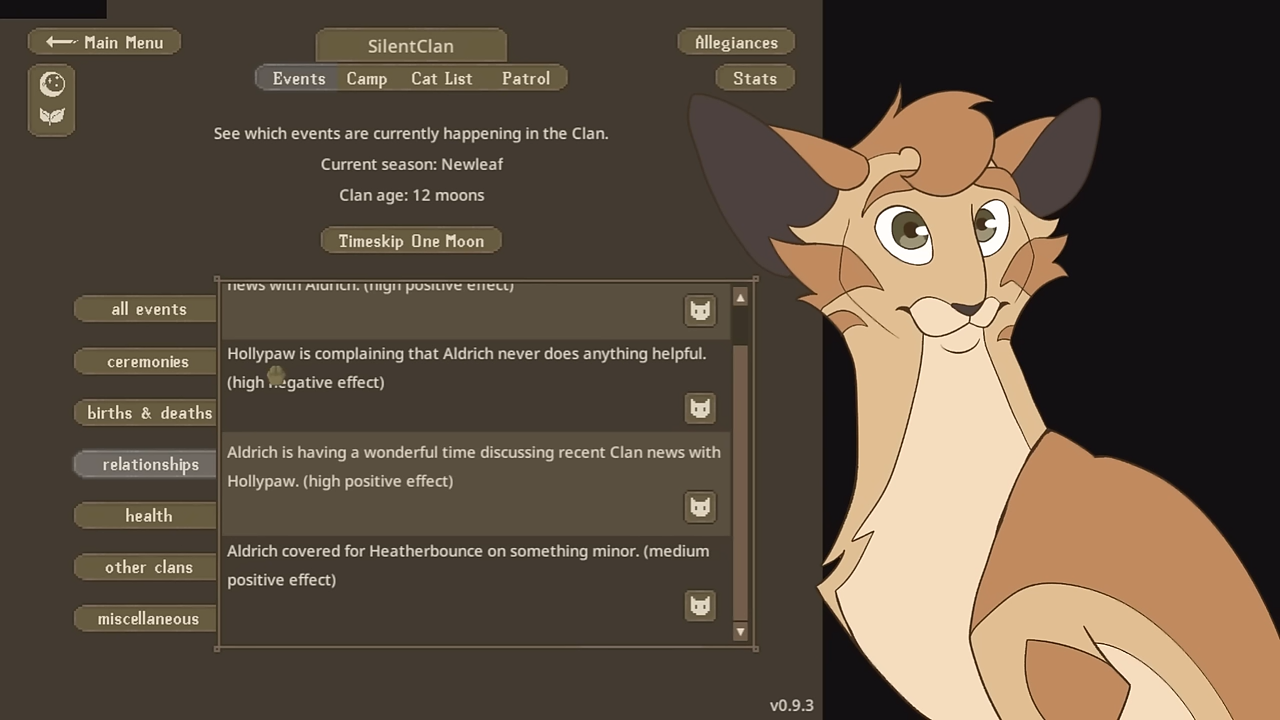 Main Menu
SilentClan
Allegiances
Events
Camp
Cat List
Patrol
Stats
See which events are currently happening in the Clan.
Current season: Newleaf
Clan age: 12 moons
Timeskip One Moon
all events
ceremonies
births & deaths
relationships
health
other clans
miscellaneous
news with Aldrich. (high positive effect)
Hollypaw is complaining that Aldrich never does anything helpful.
(high negative effect)
Aldrich is having a wonderful time discussing recent Clan news with
Hollypaw. (high positive effect)
Aldrich covered for Heatherbounce on something minor. (medium
positive effect)
v0.9.3